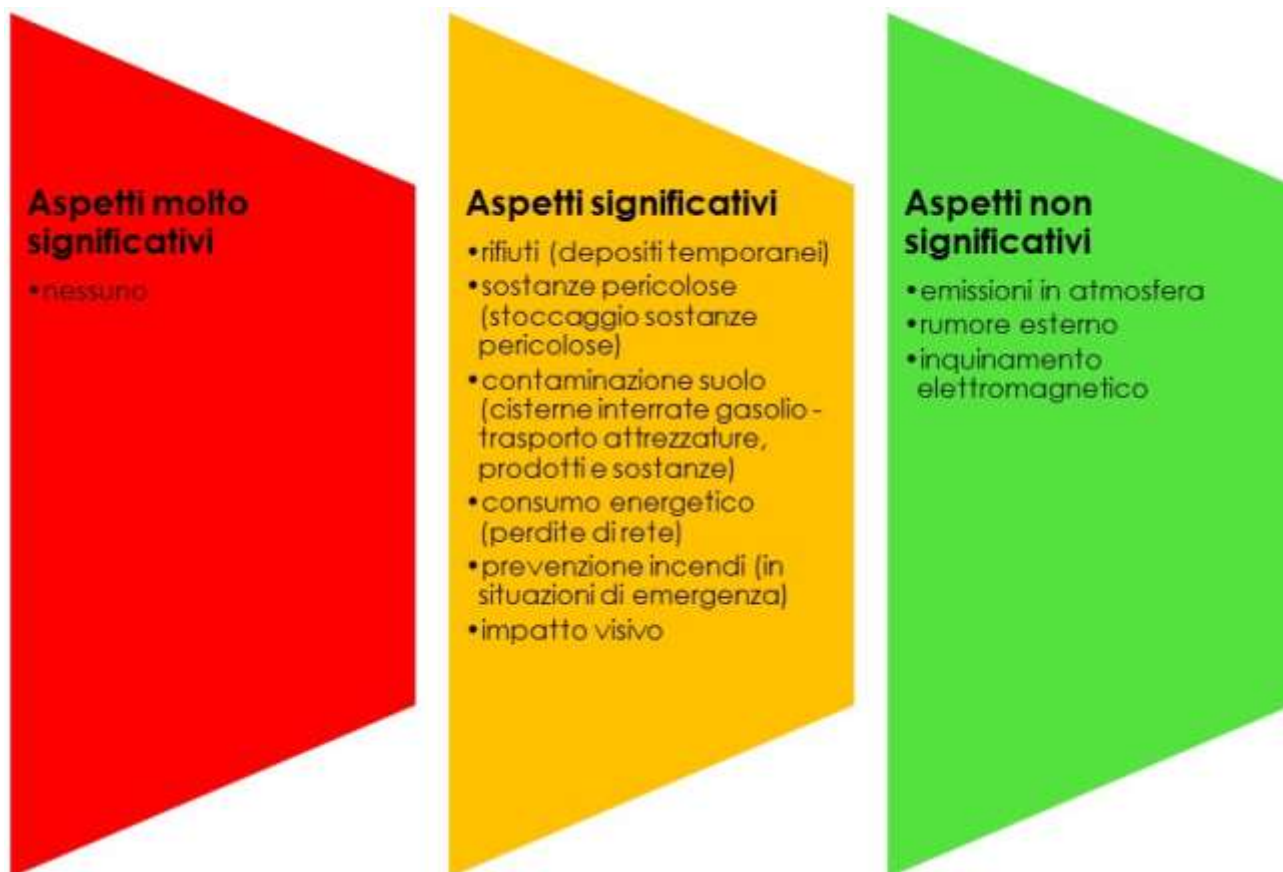 Aspetti molto
significativi
•nessuno
Aspetti significativi
•rifiuti (depositi temporanei)
•sostanze pericolose
(stoccaggio sostanze
pericolose)
•contaminazione suolo
(cisterne interrate gasolio -
trasporto attrezzature,
prodotti e sostanze)
•consumo energetico
(perdite di rete)
•prevenzione incendi (in
situazioni di emergenza)
•impatto visivo
Aspetti non
significativi
•emissioni in atmosfera
•rumore esterno
•inquinamento
elettromagnetico